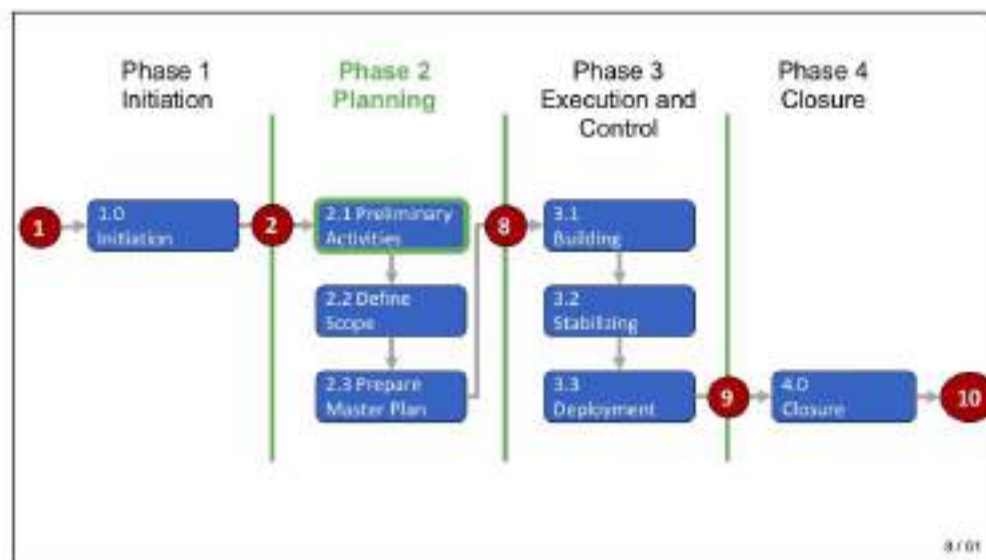 Phase 1
Initiation
Phase 2
Planning
Phase 3
Execution and
Control
Phase 4
Closure
1
1.0
Initiation
2
2.1 Preliminary
Activities
2.2 Define
Scope
2.3 Prepare
Master Plan
8
3.1
Building
3.2
Stabilizing
3.3
Deployment
9
4.0
Closure
10